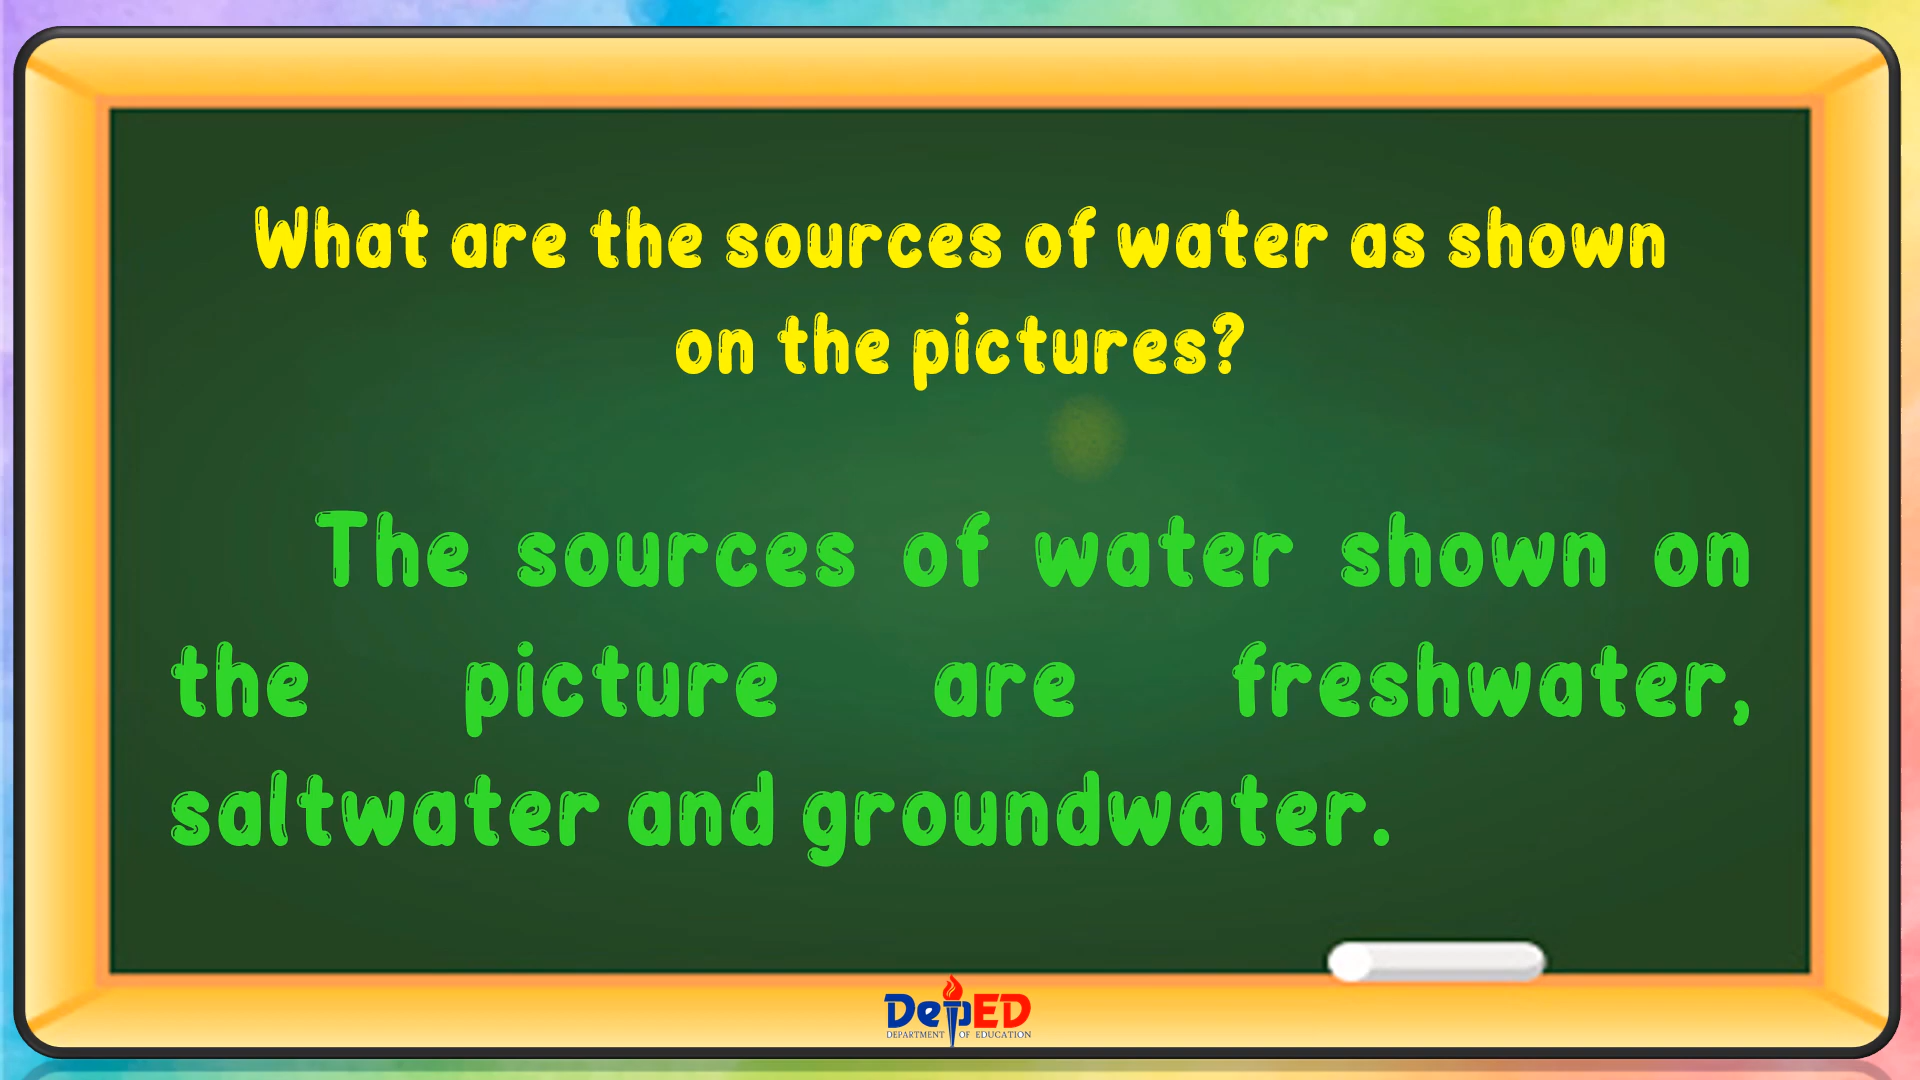 What are the sources of water as shown
on the pictures?
The sources of water shown on
the picture are freshwater,
saltwater and groundwater.
DepED
DEPARTMENT OF EDUCATION